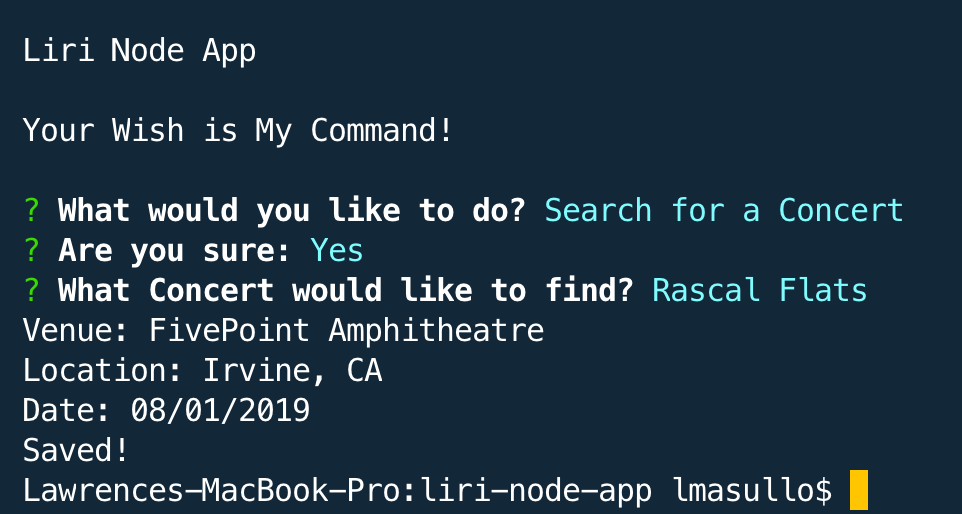 Liri Node App
Your Wish is My Command!
? What would you like to do? Search for a Concert
? Are you sure: Yes
? What Concert would like to find? Rascal Flats
Venue: FivePoint Amphitheatre
Location: Irvine, CA
Date: 08/01/2019
Saved!
Lawrences-MacBook-Pro:liri-node-app lmasullo$